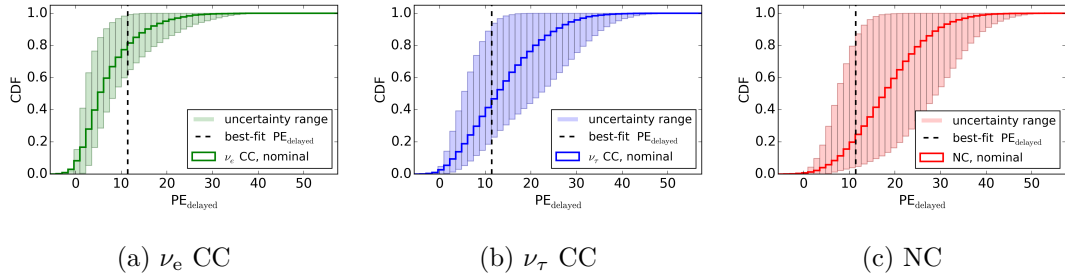 1.0
0.8
0.6
0.4
0.2
0.0
CDF
uncertainty range
best-fit PE_delayed
ν_e CC, nominal
0 10 20 30 40 50
PE_delayed
(a) ν_e CC
1.0
0.8
0.6
0.4
0.2
0.0
CDF
uncertainty range
best-fit PE_delayed
ν_τ CC, nominal
0 10 20 30 40 50
PE_delayed
(b) ν_τ CC
1.0
0.8
0.6
0.4
0.2
0.0
CDF
uncertainty range
best-fit PE_delayed
NC, nominal
0 10 20 30 40 50
PE_delayed
(c) NC